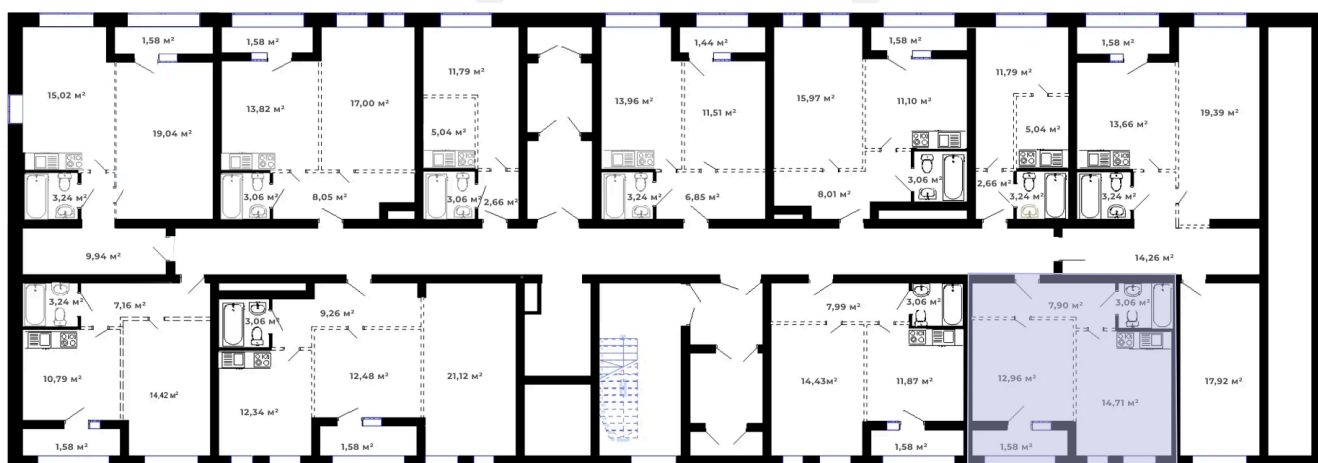 1,58 м²
1,58 м²
1,44 м²
1,58 м²
1,58 м²
15,02 м²
19,04 м²
13,82 м²
17,00 м²
11,79 м²
5,04 м²
13,96 м²
11,51 м²
15,97 м²
11,10 м²
11,79 м²
5,04 м²
13,66 м²
19,39 м²
3,24 м²
3,06 м²
8,05 м²
3,06 м²
2,66 м²
3,24 м²
6,85 м²
8,01 м²
3,06 м²
2,66 м²
3,24 м²
3,24 м²
9,94 м²
14,26 м²
3,24 м²
7,16 м²
3,06 м²
9,26 м²
7,99 м²
3,06 м²
7,90 м²
3,06 м²
10,79 м²
14,42 м²
12,34 м²
12,48 м²
21,12 м²
14,43м²
11,87 м²
12,96 м²
14,71 м²
17,92 м²
1,58 м²
1,58 м²
1,58 м²
1,58 м²